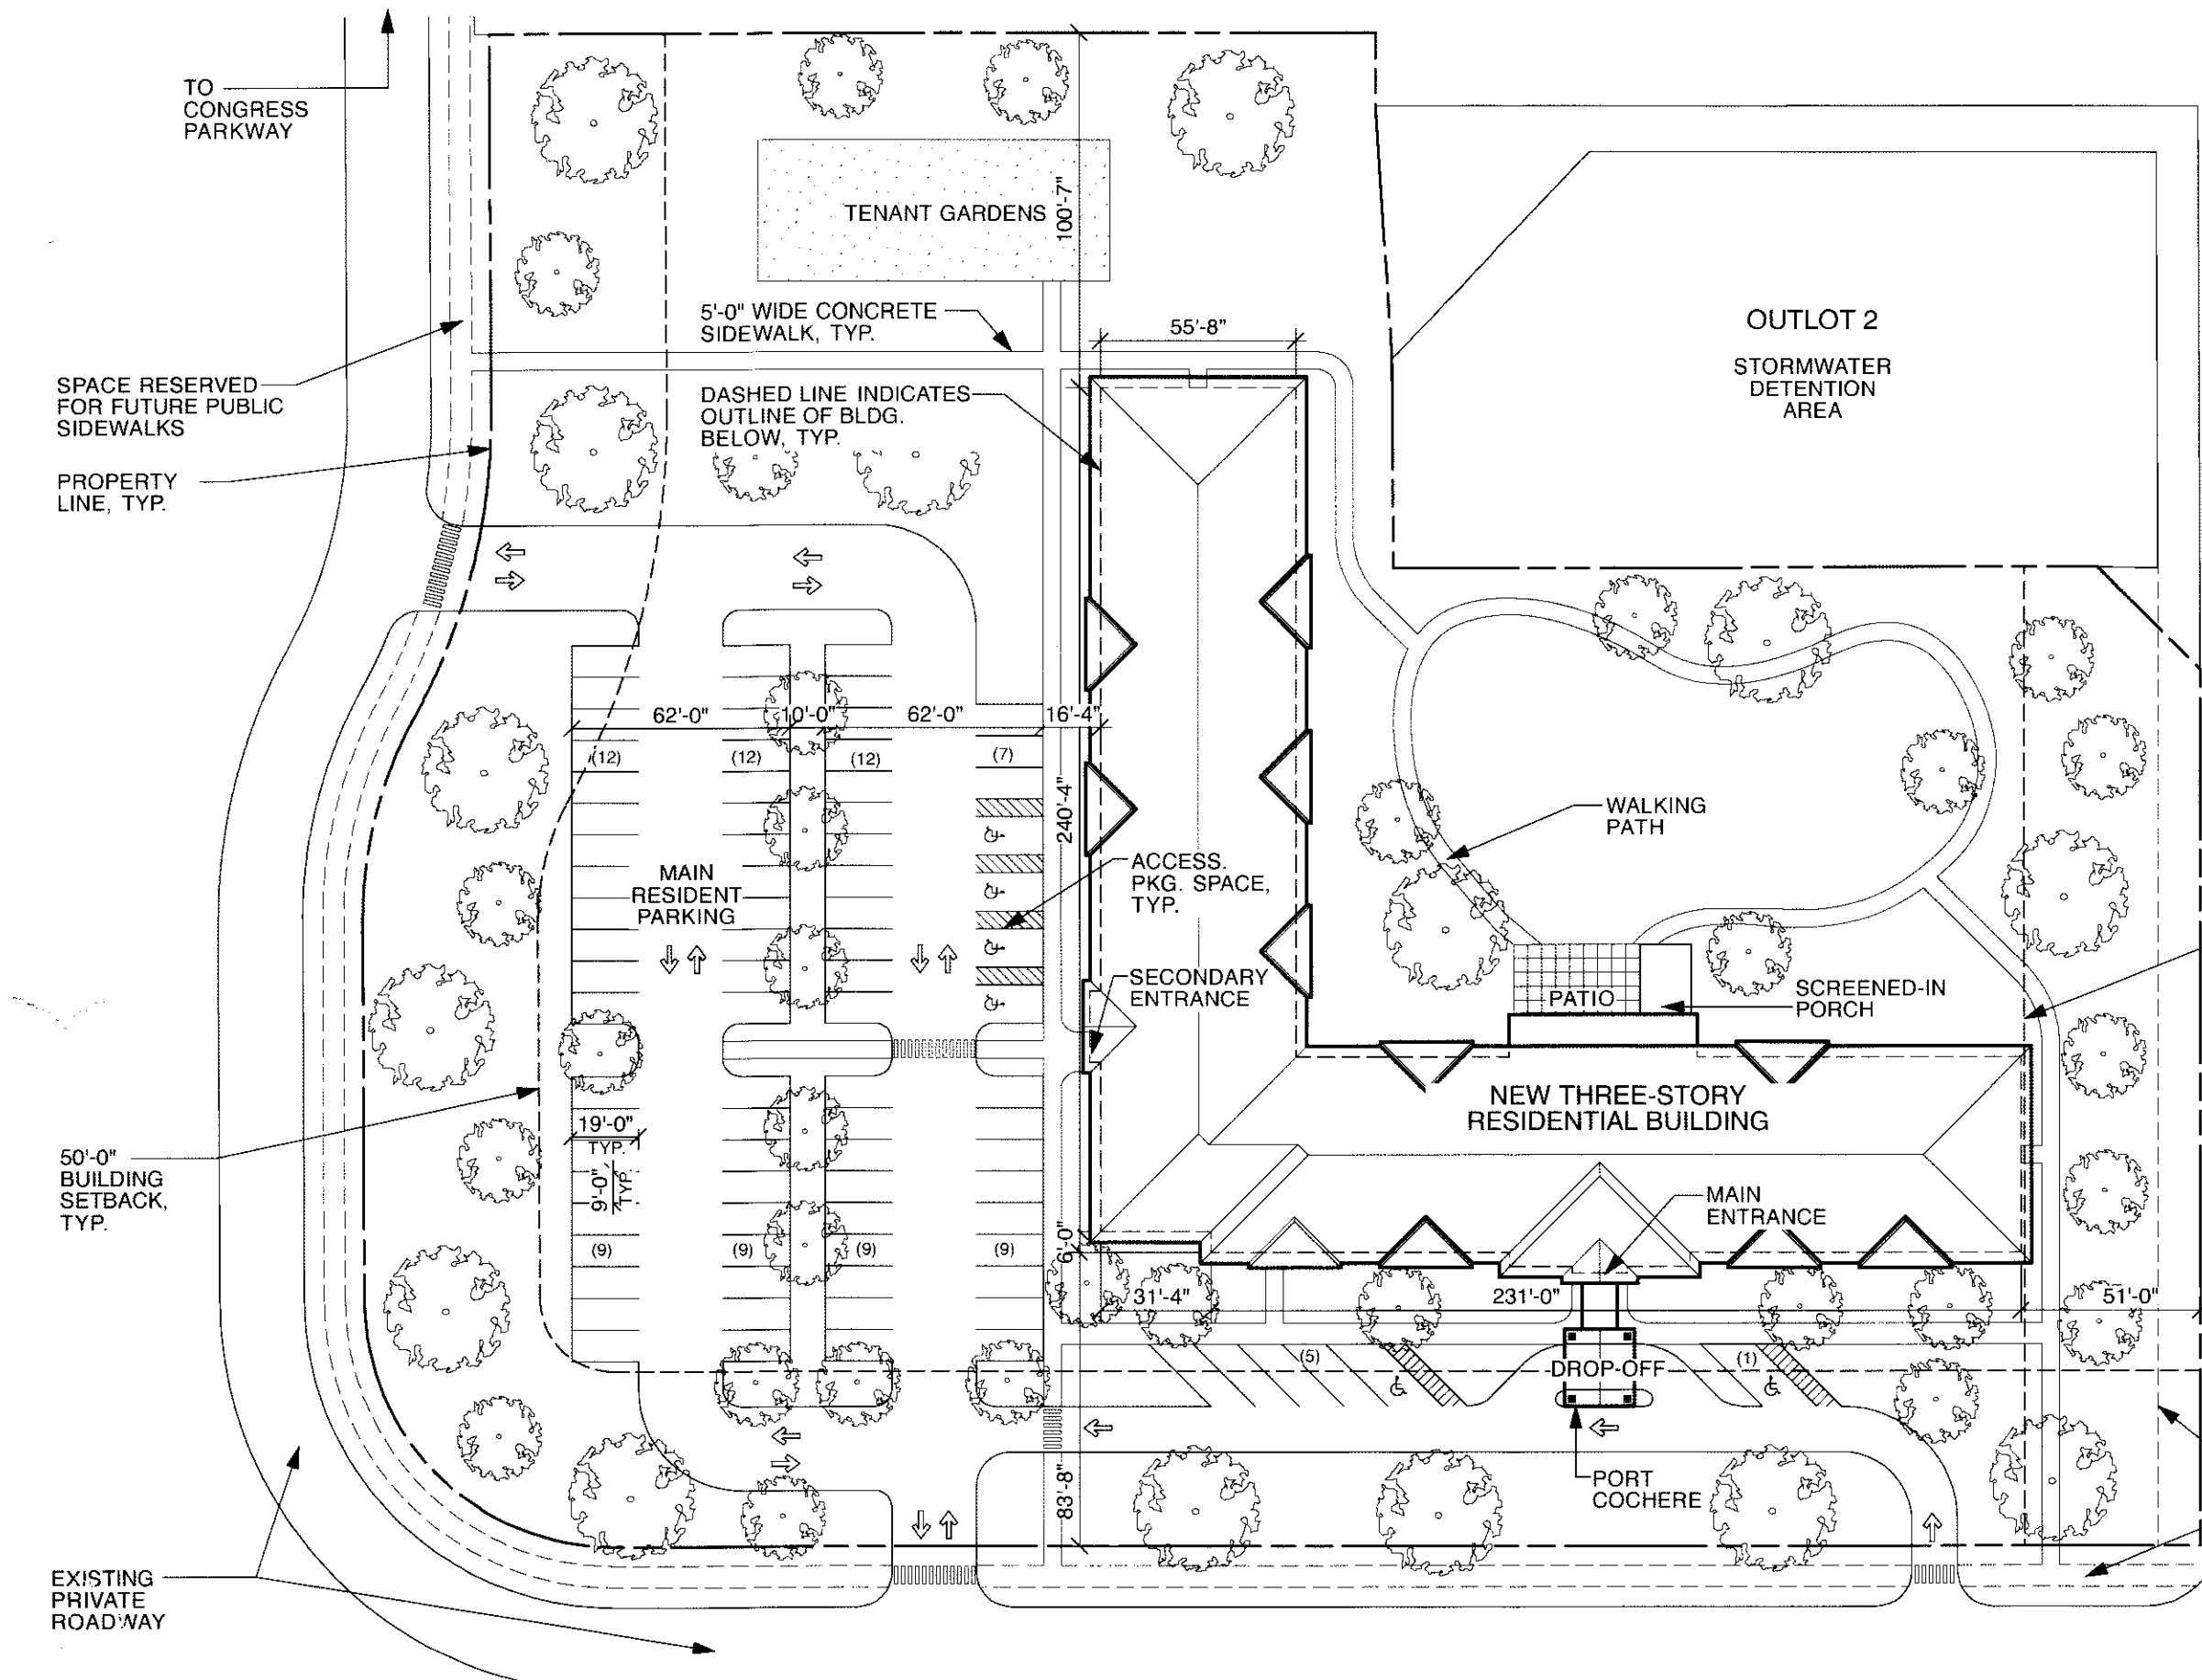 TO
CONGRESS
PARKWAY
TENANT GARDENS
100'-7"
5'-0" WIDE CONCRETE
SIDEWALK, TYP.
55'-8"
OUTLOT 2
STORMWATER
DETENTION
AREA
SPACE RESERVED
FOR FUTURE PUBLIC
SIDEWALKS
DASHED LINE INDICATES
OUTLINE OF BLDG.
BELOW, TYP.
PROPERTY
LINE, TYP.
62'-0"
10'-0"
62'-0"
16'-4"
(12)
(12)
(12)
(7)
240'-4"
WALKING
PATH
MAIN
RESIDENT
PARKING
ACCESS.
PKG. SPACE,
TYP.
SECONDARY
ENTRANCE
PATIO
SCREENED-IN
PORCH
NEW THREE-STORY
RESIDENTIAL BUILDING
19'-0"
TYP.
9'-0"
TYP.
50'-0"
BUILDING
SETBACK,
TYP.
MAIN
ENTRANCE
(9)
(9)
(9)
(9)
6'-0"
31'-4"
231'-0"
51'-0"
(5)
DROP-OFF
(1)
83'-8"
PORT
COCHERE
EXISTING
PRIVATE
ROADWAY